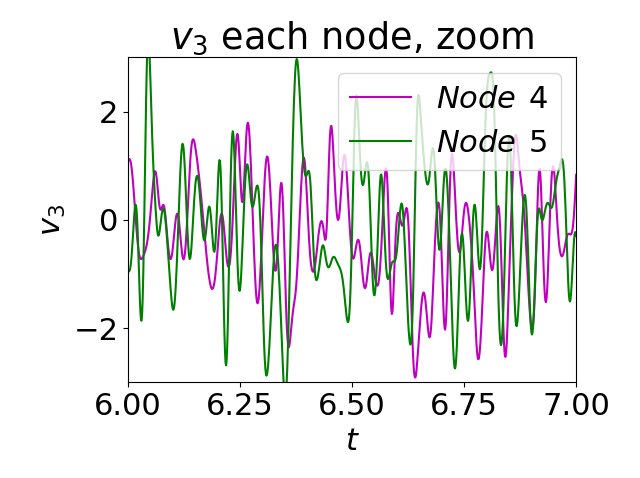 v₃ each node, zoom
Node 4
Node 5
v₃
2
0
−2
6.00 6.25 6.50 6.75 7.00
t